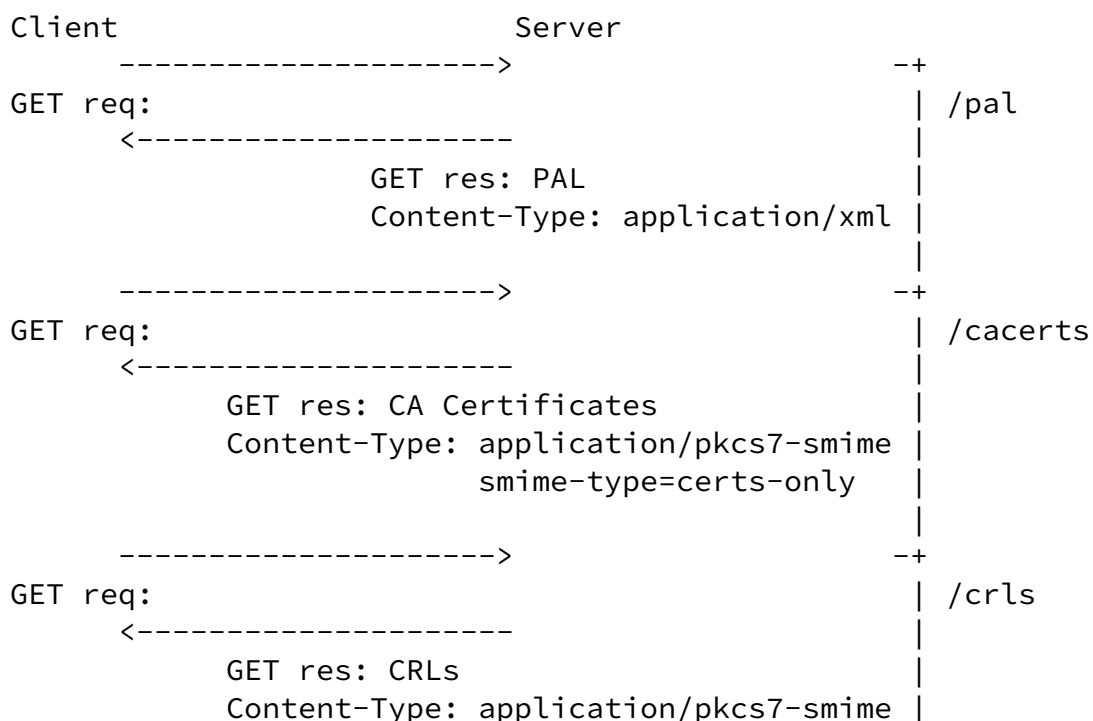 Client                      Server
      --------------------->                     -+
GET req:                                          | /pal
      <---------------------                      |
                    GET res: PAL                  |
                    Content-Type: application/xml |
                                                  |
      --------------------->                     -+
GET req:                                          | /cacerts
      <---------------------                      |
            GET res: CA Certificates              |
            Content-Type: application/pkcs7-smime |
                          smime-type=certs-only   |
                                                  |
      --------------------->                     -+
GET req:                                          | /crls
      <---------------------                      |
            GET res: CRLs                         |
            Content-Type: application/pkcs7-smime |